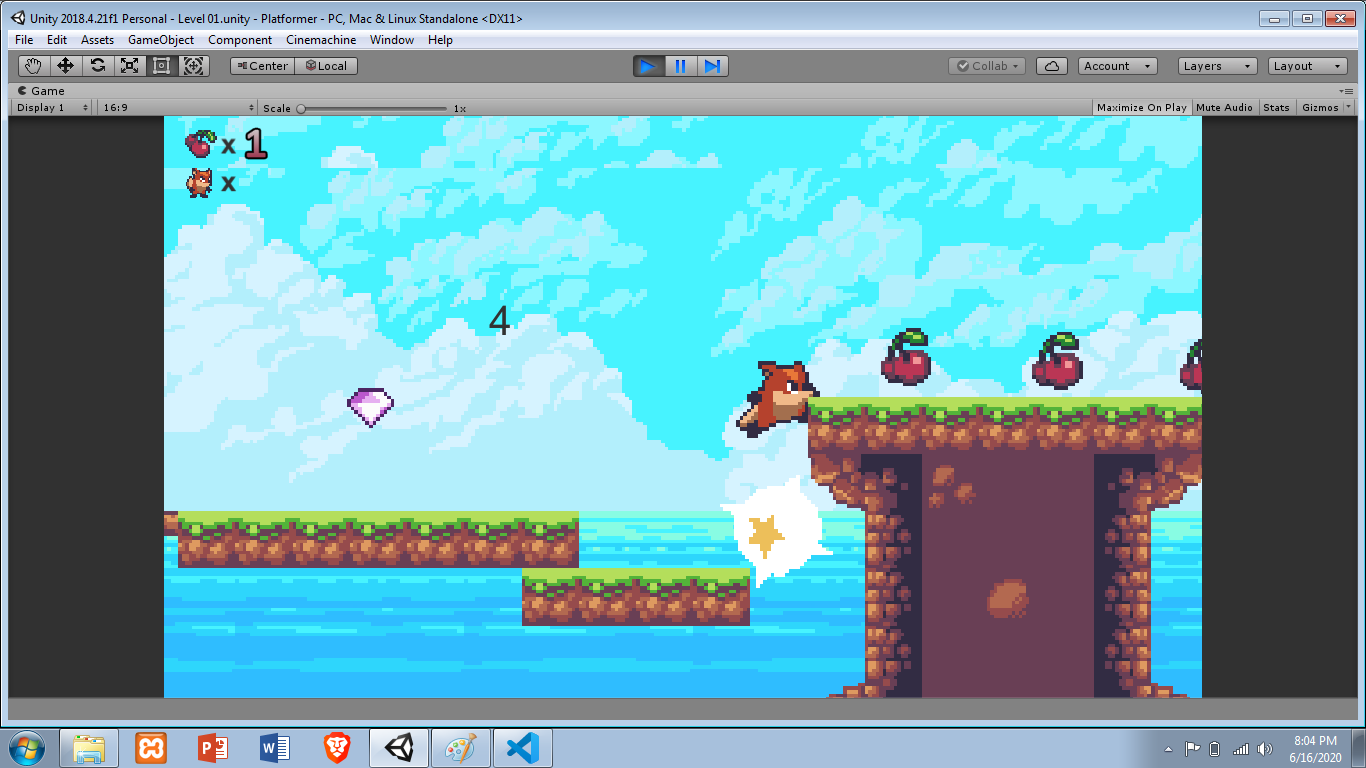 Unity 2018.4.21f1 Personal - Level 01.unity - Platformer - PC, Mac & Linux Standalone <DX11>
File Edit Assets GameObject Component Cinemachine Window Help
Center Local Collab Account Layers Layout
Game
Display 1 16:9 Scale 1x Maximize On Play Mute Audio Stats Gizmos
x 1
x
4
8:04 PM
6/16/2020